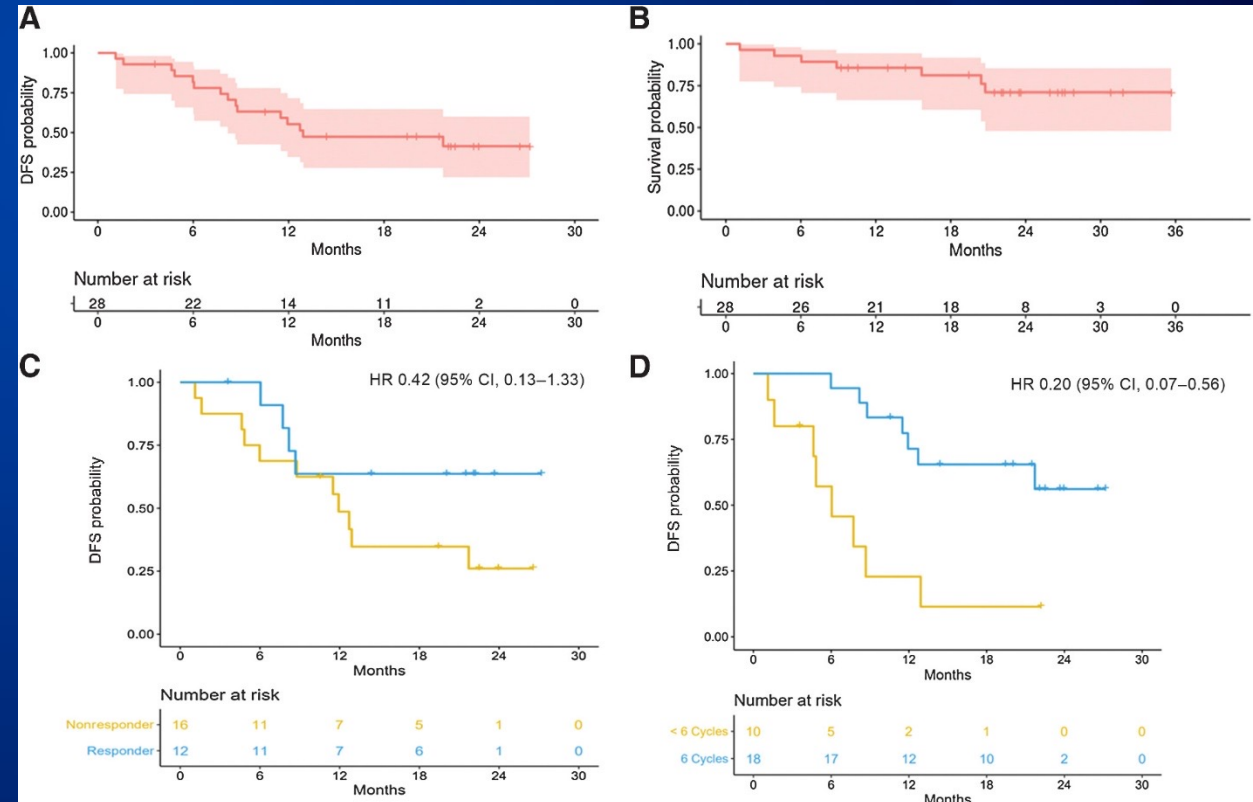 A
DFS probability
1.00
0.75
0.50
0.25
0.00
0 6 12 18 24 30
Months
Number at risk
28 22 14 11 2 0
0 6 12 18 24 30
Months
B
Survival probability
1.00
0.75
0.50
0.25
0.00
0 6 12 18 24 30 36
Months
Number at risk
28 26 21 18 8 3 0
0 6 12 18 24 30 36
C
HR 0.42 (95% CI, 0.13–1.33)
DFS probability
1.00
0.75
0.50
0.25
0.00
0 6 12 18 24 30
Months
Number at risk
Nonresponder 16 11 7 5 1 0
Responder 12 11 7 6 1 0
0 6 12 18 24 30
Months
D
HR 0.20 (95% CI, 0.07–0.56)
DFS probability
1.00
0.75
0.50
0.25
0.00
0 6 12 18 24 30
Months
Number at risk
< 6 Cycles 10 5 2 1 0 0
6 Cycles 18 17 12 10 2 0
0 6 12 18 24 30
Months